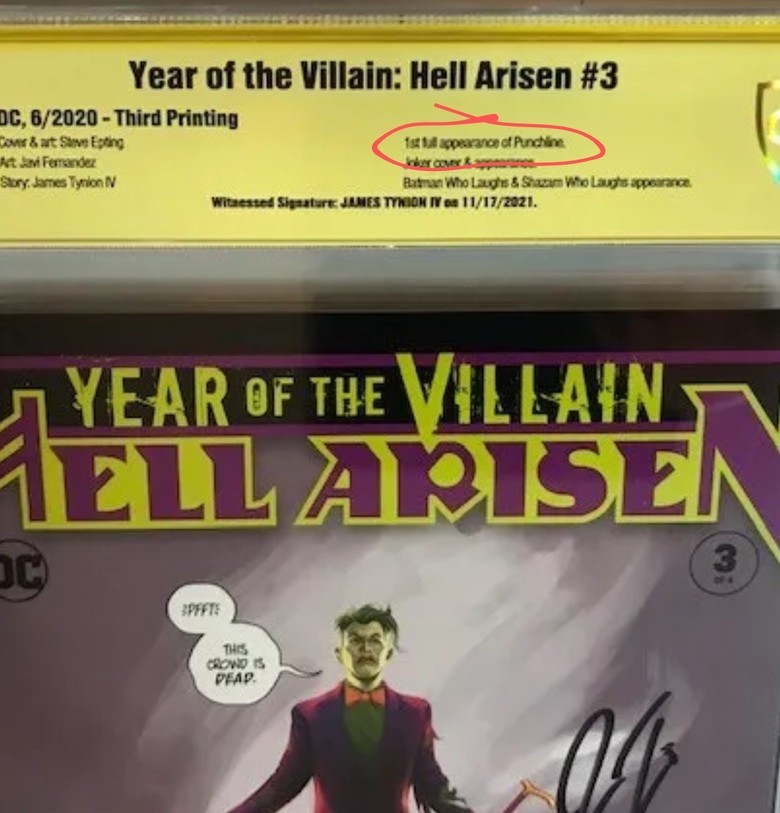 Year of the Villain: Hell Arisen #3
DC, 6/2020 - Third Printing
Cover & art: Steve Epting
Art: Javi Fernandez
Story: James Tynion IV
1st full appearance of Punchline.
Joker cover & appearance.
Batman Who Laughs & Shazam Who Laughs appearance.
Witnessed Signature: JAMES TYNION IV on 11/17/2021.
YEAR OF THE VILLAIN
HELL ARISEN
DC
3
OF 4
:PFFT:
THIS
CROWD IS
DEAD.